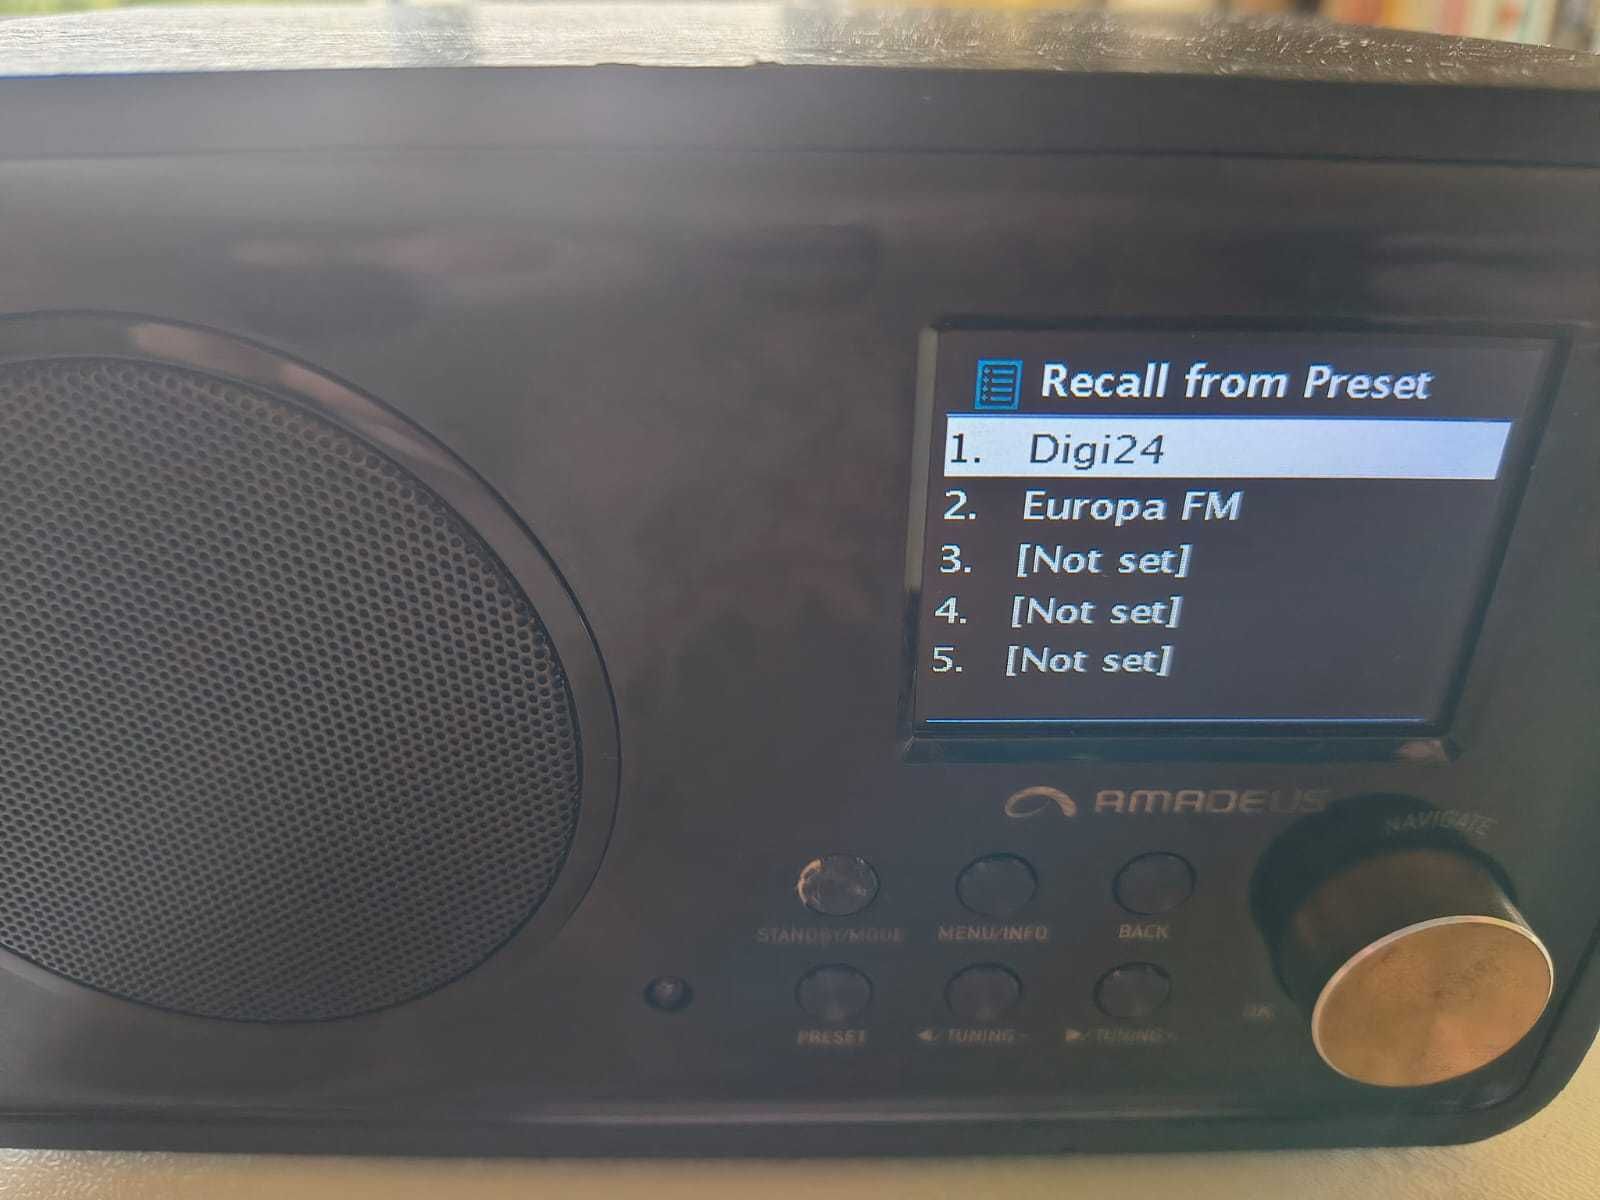 Recall from Preset
1. Digi24
2. Europa FM
3. [Not set]
4. [Not set]
5. [Not set]
AMADEUS
NAVIGATE
STANDBY/MODE
MENU/INFO
BACK
OK
PRESET
◀/TUNING-
▶/TUNING+